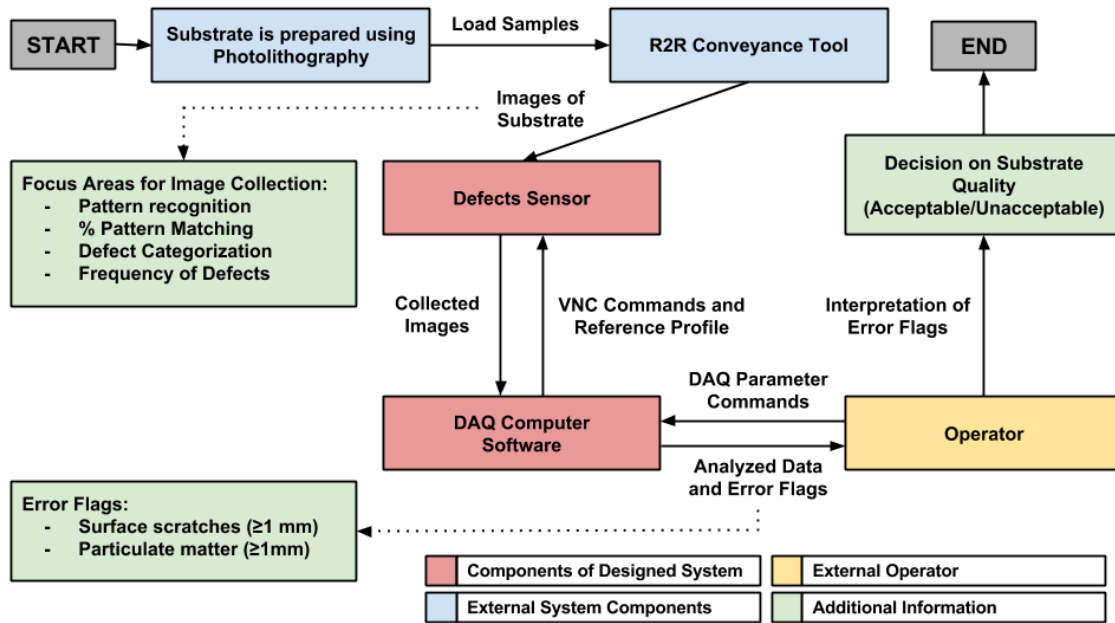 START
Substrate is prepared using
Photolithography
Load Samples
R2R Conveyance Tool
END
Images of
Substrate
Focus Areas for Image Collection:
- Pattern recognition
- % Pattern Matching
- Defect Categorization
- Frequency of Defects
Defects Sensor
Decision on Substrate
Quality
(Acceptable/Unacceptable)
Collected
Images
VNC Commands and
Reference Profile
Interpretation of
Error Flags
DAQ Parameter
Commands
DAQ Computer
Software
Operator
Analyzed Data
and Error Flags
Error Flags:
- Surface scratches (≥1 mm)
- Particulate matter (≥1mm)
Components of Designed System
External Operator
External System Components
Additional Information